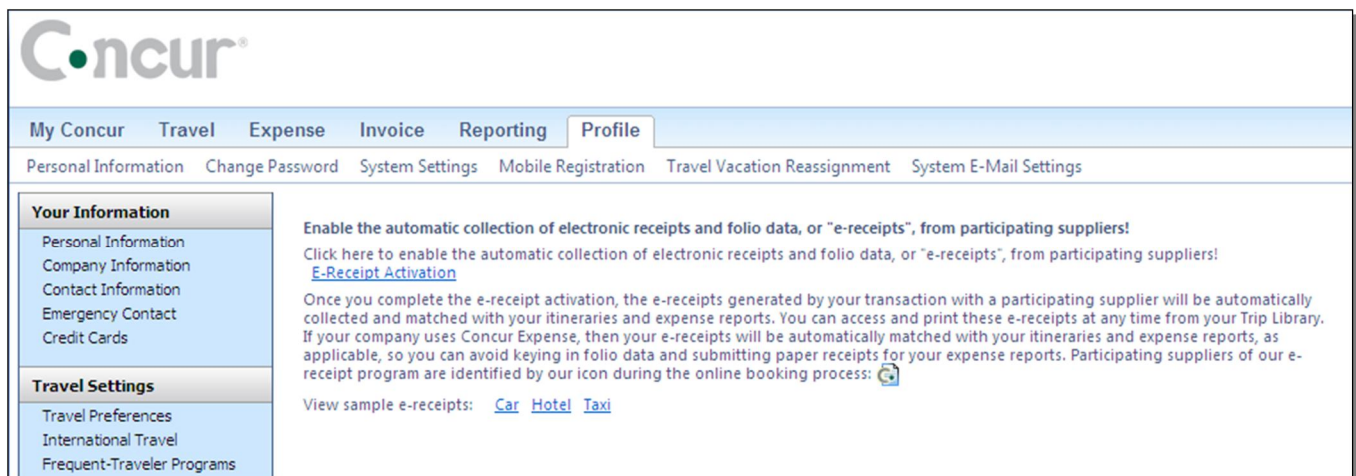 Concur®
My Concur Travel Expense Invoice Reporting Profile
Personal Information Change Password System Settings Mobile Registration Travel Vacation Reassignment System E-Mail Settings
Your Information
Personal Information
Company Information
Contact Information
Emergency Contact
Credit Cards
Travel Settings
Travel Preferences
International Travel
Frequent-Traveler Programs
Enable the automatic collection of electronic receipts and folio data, or "e-receipts", from participating suppliers!
Click here to enable the automatic collection of electronic receipts and folio data, or "e-receipts", from participating suppliers!
E-Receipt Activation
Once you complete the e-receipt activation, the e-receipts generated by your transaction with a participating supplier will be automatically
collected and matched with your itineraries and expense reports. You can access and print these e-receipts at any time from your Trip Library.
If your company uses Concur Expense, then your e-receipts will be automatically matched with your itineraries and expense reports, as
applicable, so you can avoid keying in folio data and submitting paper receipts for your expense reports. Participating suppliers of our e-
receipt program are identified by our icon during the online booking process:
View sample e-receipts: Car Hotel Taxi